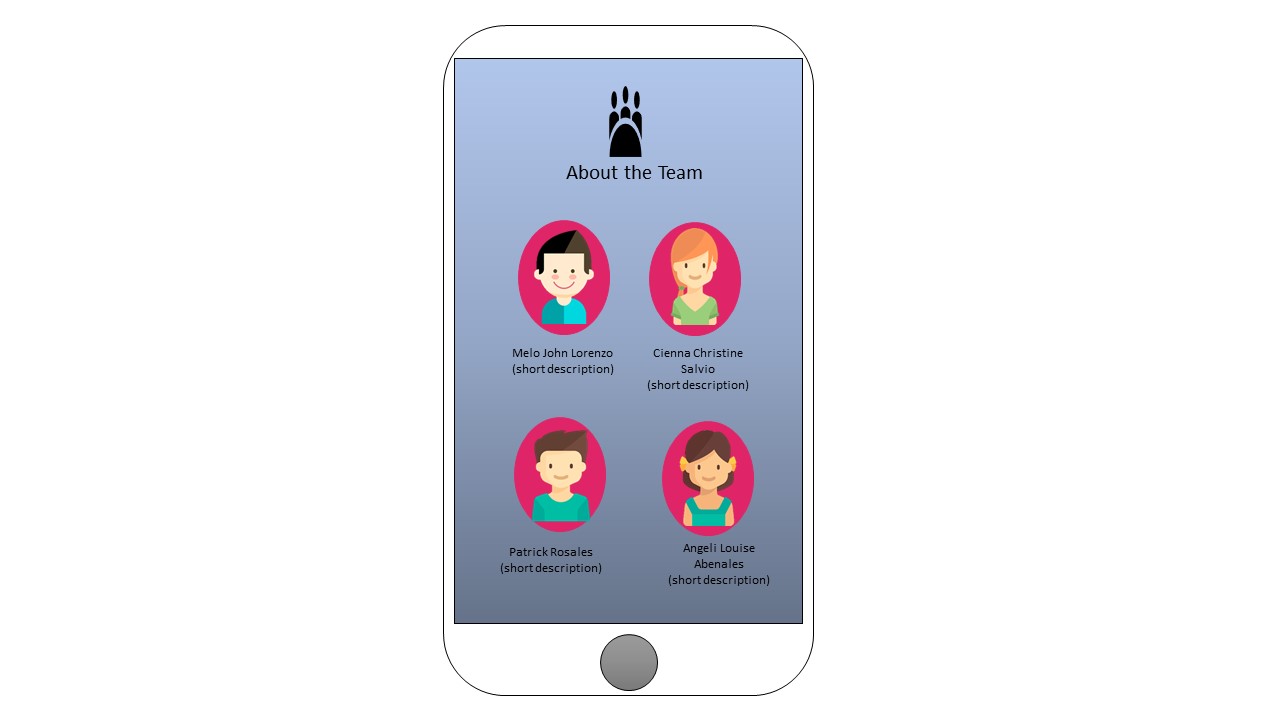 About the Team
Melo John Lorenzo
(short description)
Cienna Christine
Salvio
(short description)
Patrick Rosales
(short description)
Angeli Louise
Abenales
(short description)